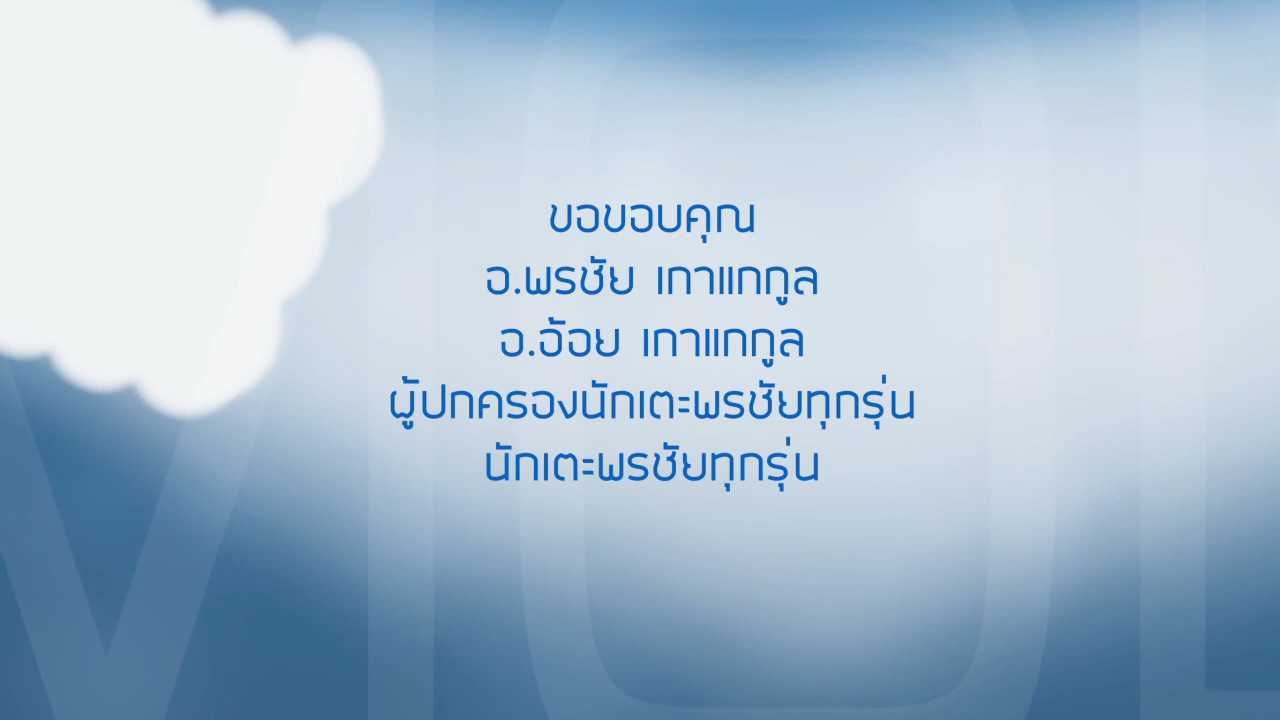 ขอขอบคุณ
อ.พรชัย เกาแกกูล
อ.อ้อย เกาแกกูล
ผู้ปกครองนักเตะพรชัยทุกรุ่น
นักเตะพรชัยทุกรุ่น